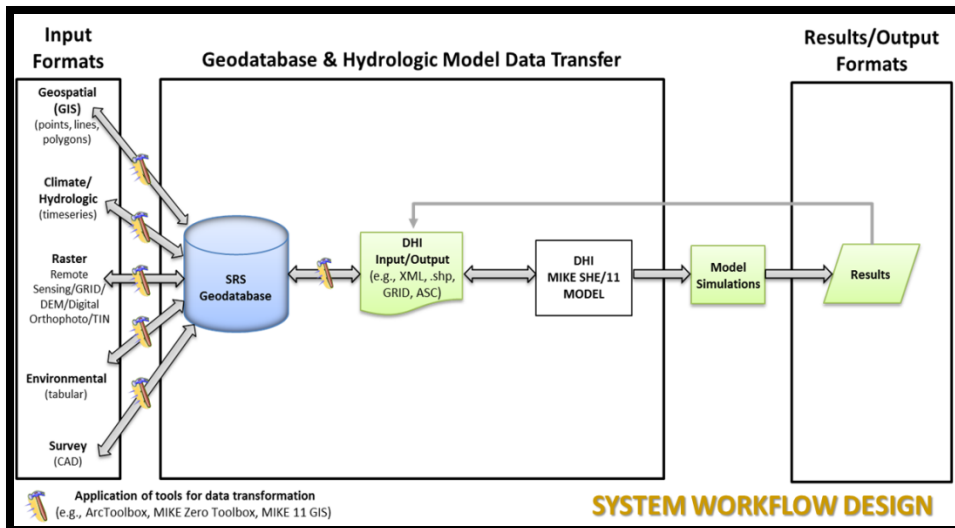 Input
Formats
Geodatabase & Hydrologic Model Data Transfer
Results/Output
Formats
Geospatial
(GIS)
(points, lines,
polygons)
Climate/
Hydrologic
(timeseries)
Raster
Remote
Sensing/GRID/
DEM/Digital
Orthophoto/TIN
Environmental
(tabular)
Survey
(CAD)
SRS
Geodatabase
DHI
Input/Output
(e.g., XML, .shp,
GRID, ASC)
DHI
MIKE SHE/11
MODEL
Model
Simulations
Results
Application of tools for data transformation
(e.g., ArcToolbox, MIKE Zero Toolbox, MIKE 11 GIS)
SYSTEM WORKFLOW DESIGN